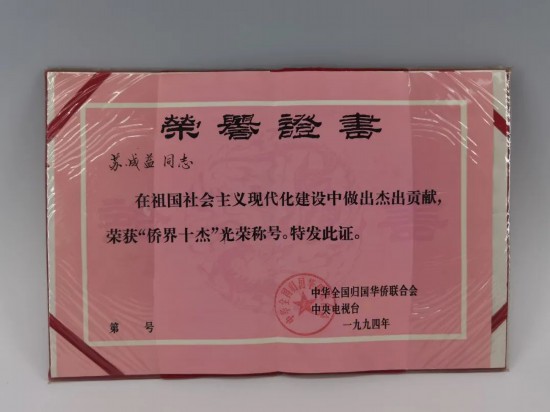 榮譽證書
苏成益 同志
在祖国社会主义现代化建设中做出杰出贡献,
荣获“侨界十杰”光荣称号。特发此证。
中华全国归国华侨联合会
中央电视台
一九九四年
第 号